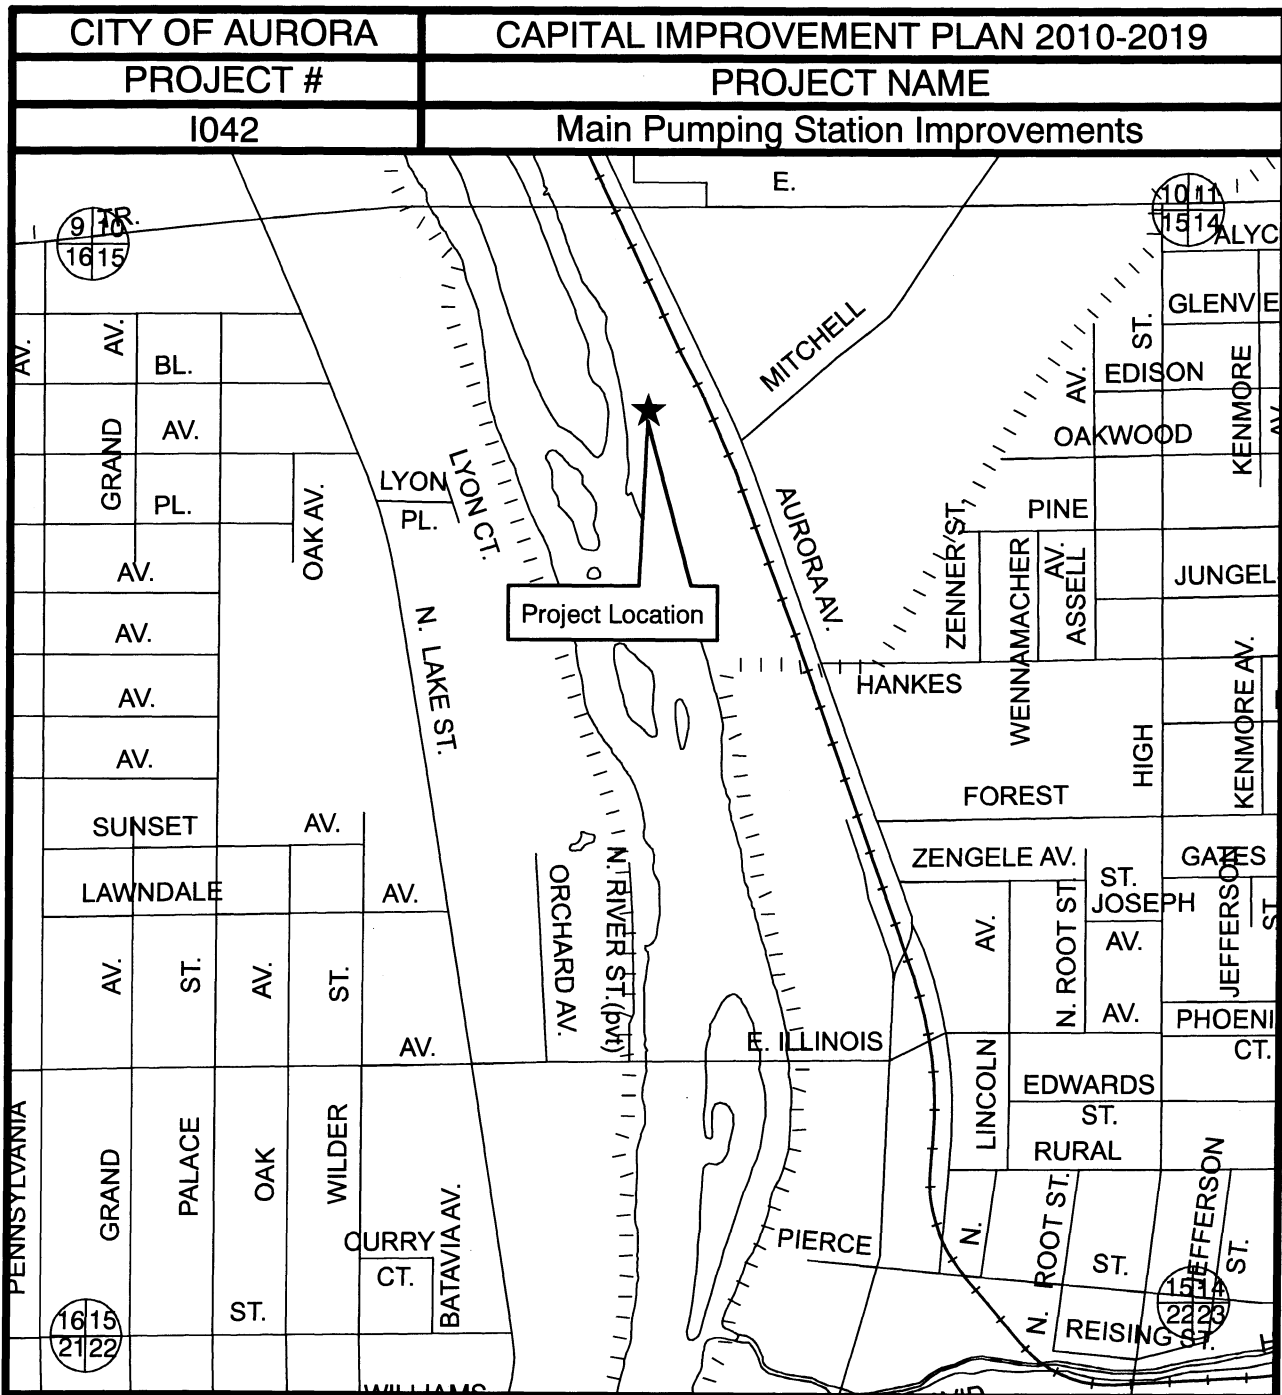 CITY OF AURORA
CAPITAL IMPROVEMENT PLAN 2010-2019
PROJECT #
PROJECT NAME
I042
Main Pumping Station Improvements
E.
9 10
16 15
TR.
10 11
15 14
ALYC
GLENVIE
ST.
AV.
AV.
BL.
MITCHELL
EDISON
AV.
KENMORE
AV.
GRAND
AV.
OAKWOOD
LYON
PL.
LYON CT.
PL.
OAK AV.
AURORA AV.
ZENNER ST.
PINE
AV.
WENNAMACHER
AV.
ASSELL
JUNGEL
Project Location
AV.
N. LAKE ST.
HANKES
AV.
KENMORE AV.
AV.
HIGH
FOREST
SUNSET
AV.
ZENGELE AV.
GATES
LAWNDALE
AV.
ORCHARD AV.
N. RIVER ST.(pvt)
ST.
JOSEPH
JEFFERSON
ST.
AV.
ST.
AV.
ST.
AV.
N. ROOT ST.
AV.
AV.
PHOENI
CT.
AV.
E. ILLINOIS
LINCOLN
EDWARDS
ST.
RURAL
PENNSYLVANIA
GRAND
PALACE
OAK
WILDER
BATAVIA AV.
CURRY
CT.
PIERCE
N.
N. ROOT ST.
ST.
JEFFERSON
ST.
15 14
22 23
16 15
21 22
ST.
REISING ST.
WILLIAMS